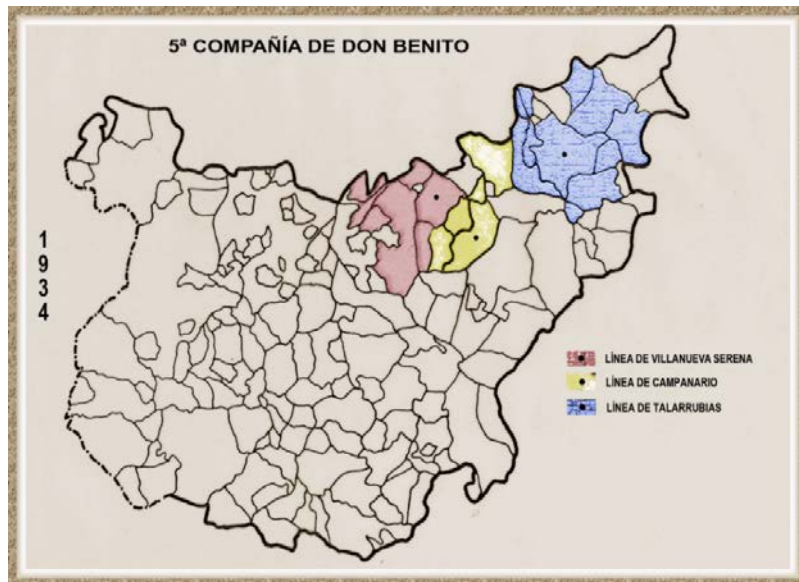 5ª COMPAÑÍA DE DON BENITO
1
9
3
4
LÍNEA DE VILLANUEVA SERENA
LÍNEA DE CAMPANARIO
LÍNEA DE TALARRUBIAS